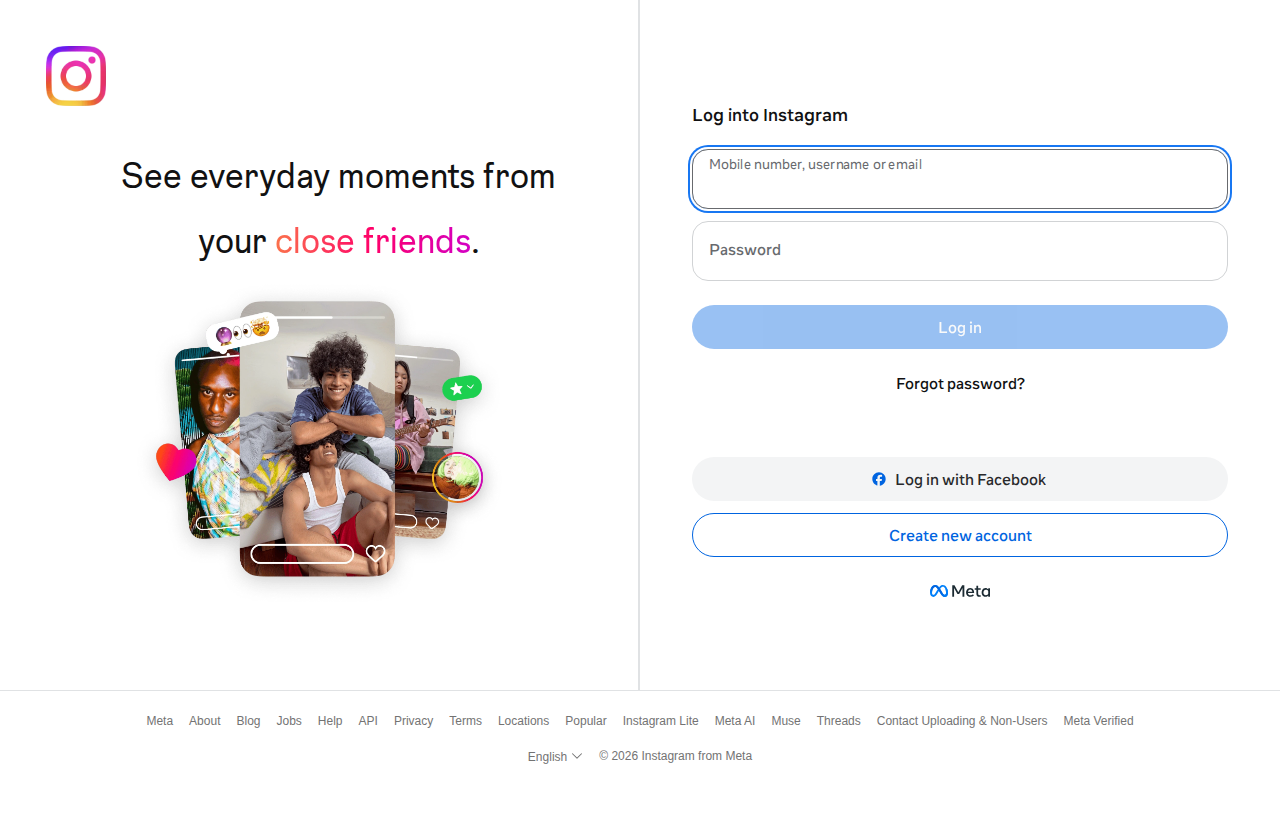 See everyday moments from
your close friends.
Log into Instagram
Mobile number, username or email
Password
Log in
Forgot password?
Log in with Facebook
Create new account
Meta
Meta About Blog Jobs Help API Privacy Terms Locations Popular Instagram Lite Meta AI Muse Threads Contact Uploading & Non-Users Meta Verified
English © 2026 Instagram from Meta